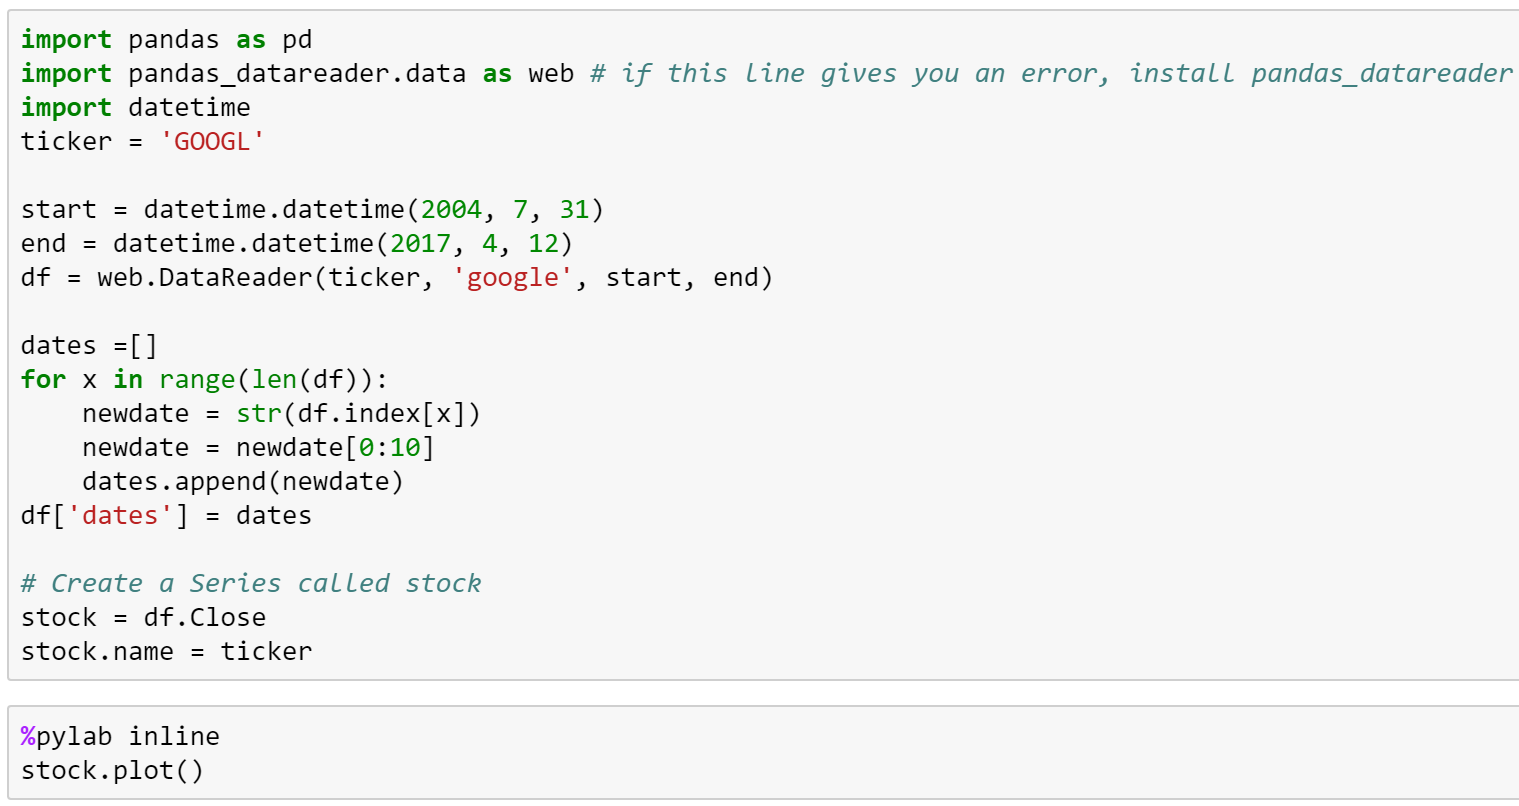 import pandas as pd
import pandas_datareader.data as web # if this line gives you an error, install pandas_datareader
import datetime
ticker = 'GOOGL'
start = datetime.datetime(2004, 7, 31)
end = datetime.datetime(2017, 4, 12)
df = web.DataReader(ticker, 'google', start, end)
dates =[]
for x in range(len(df)):
    newdate = str(df.index[x])
    newdate = newdate[0:10]
    dates.append(newdate)
df['dates'] = dates
# Create a Series called stock
stock = df.Close
stock.name = ticker
%pylab inline
stock.plot()